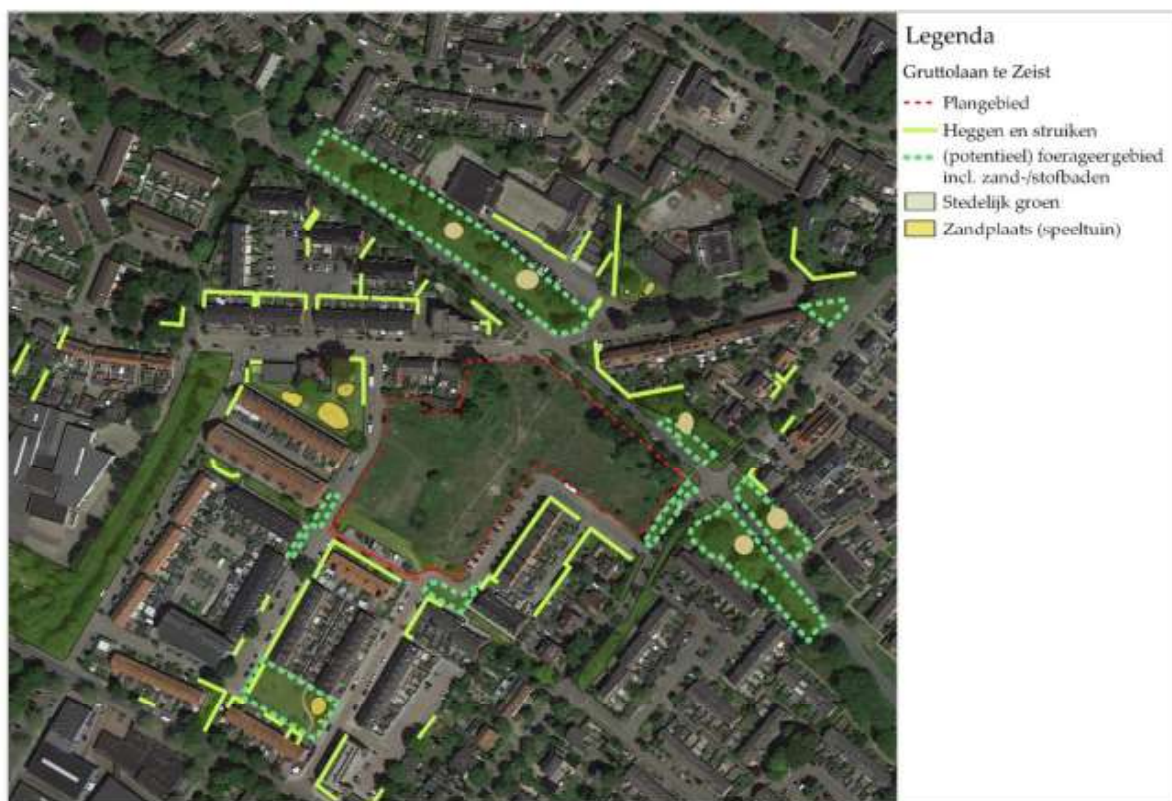 Legenda
Gruttolaan te Zeist
Plangebied
Heggen en struiken
(potentieel) foerageergebied
incl. zand-/stofbaden
Stedelijk groen
Zandplaats (speeltuin)